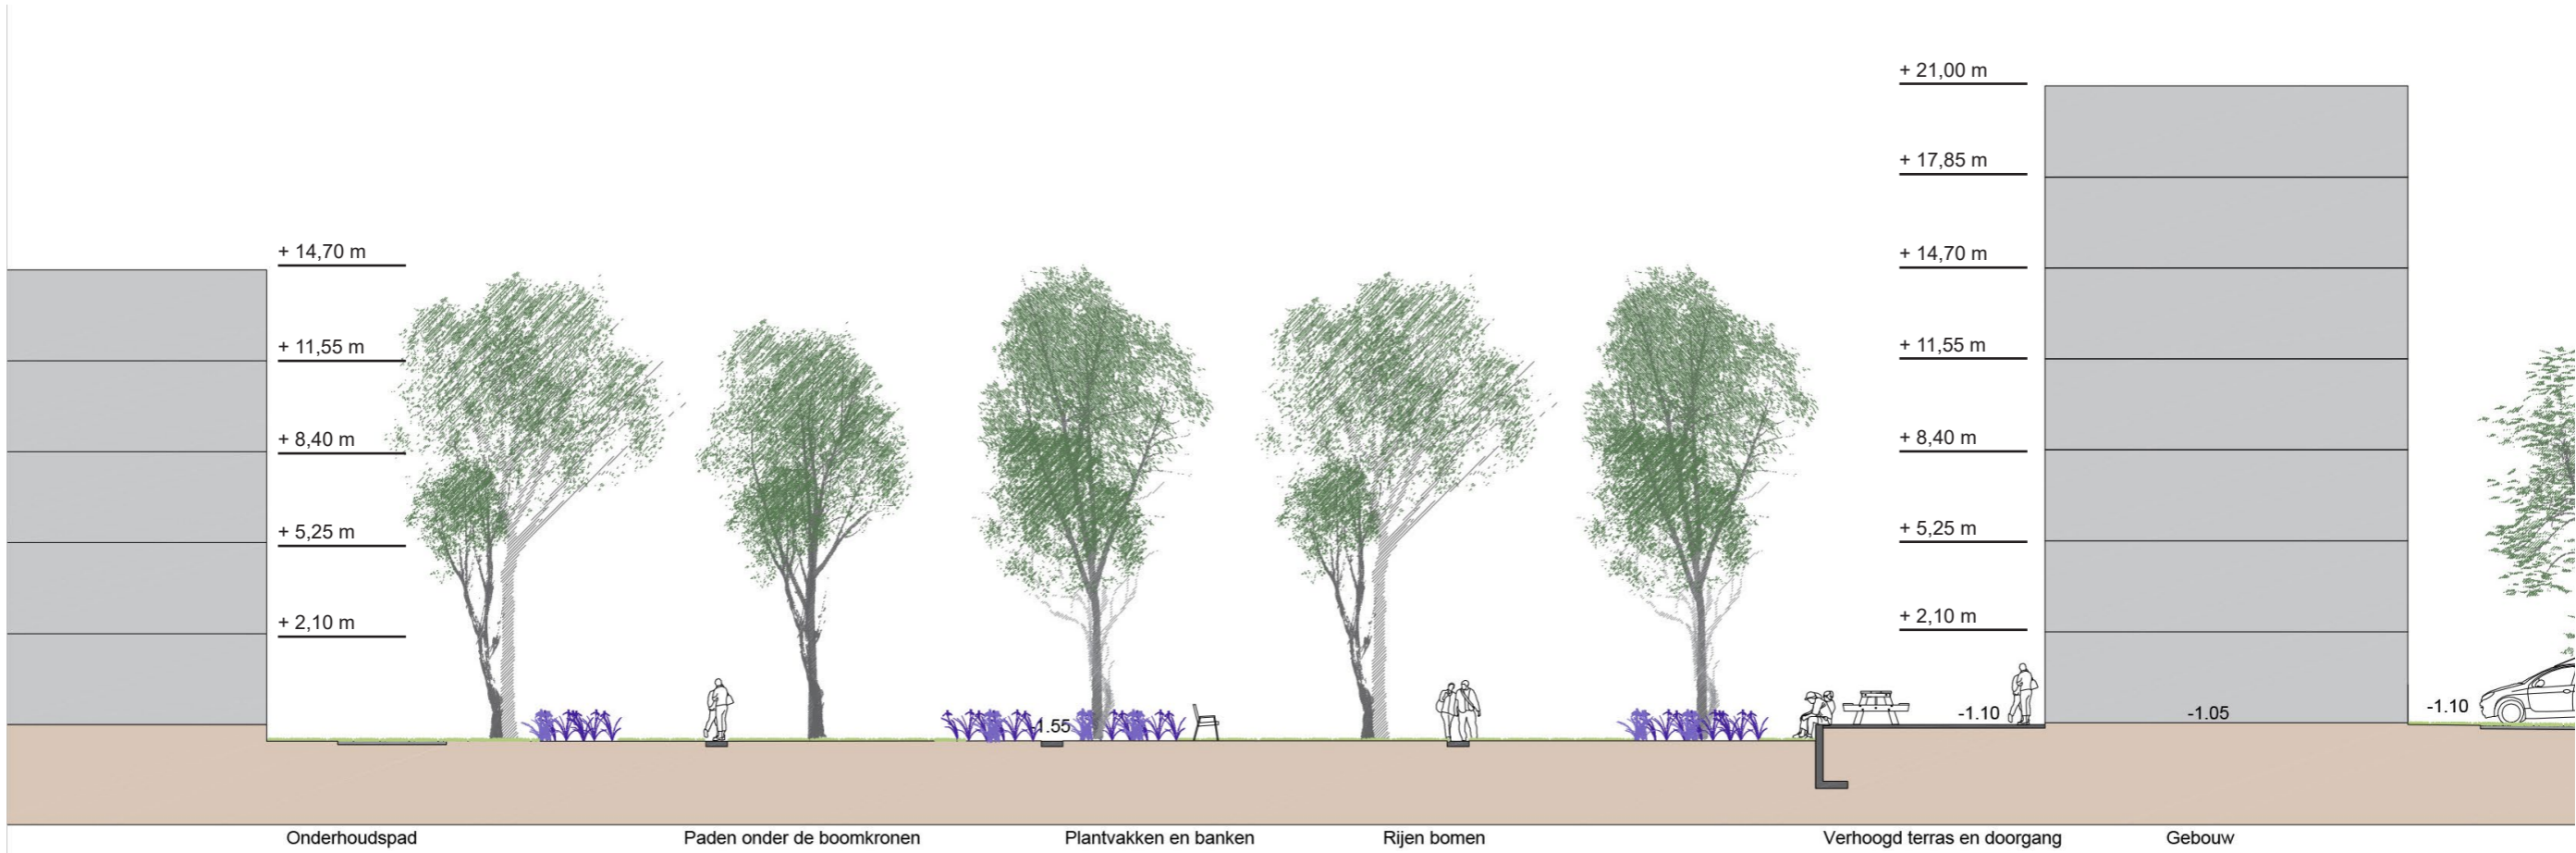 + 21,00 m
+ 17,85 m
+ 14,70 m
+ 14,70 m
+ 11,55 m
+ 11,55 m
+ 8,40 m
+ 8,40 m
+ 5,25 m
+ 5,25 m
+ 2,10 m
+ 2,10 m
-1.10
-1.10
-1.05
1.55
Onderhoudspad
Paden onder de boomkronen
Plantvakken en banken
Rijen bomen
Verhoogd terras en doorgang
Gebouw